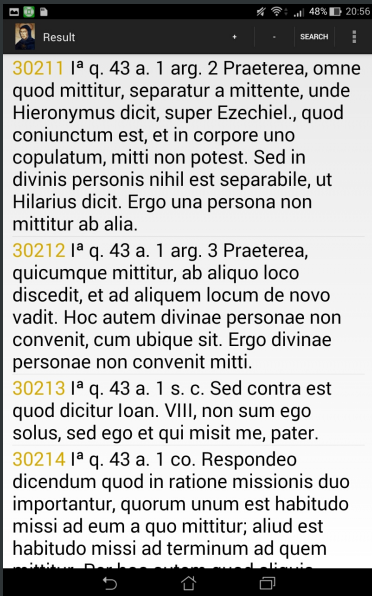 48% 20:56
Result + - SEARCH
30211 Iª q. 43 a. 1 arg. 2 Praeterea, omne
quod mittitur, separatur a mittente, unde
Hieronymus dicit, super Ezechiel., quod
coniunctum est, et in corpore uno
copulatum, mitti non potest. Sed in
divinis personis nihil est separabile, ut
Hilarius dicit. Ergo una persona non
mittitur ab alia.
30212 Iª q. 43 a. 1 arg. 3 Praeterea,
quicumque mittitur, ab aliquo loco
discedit, et ad aliquem locum de novo
vadit. Hoc autem divinae personae non
convenit, cum ubique sit. Ergo divinae
personae non convenit mitti.
30213 Iª q. 43 a. 1 s. c. Sed contra est
quod dicitur Ioan. VIII, non sum ego
solus, sed ego et qui misit me, pater.
30214 Iª q. 43 a. 1 co. Respondeo
dicendum quod in ratione missionis duo
importantur, quorum unum est habitudo
missi ad eum a quo mittitur; aliud est
habitudo missi ad terminum ad quem
mittitur. Per hoc autem quod aliquis